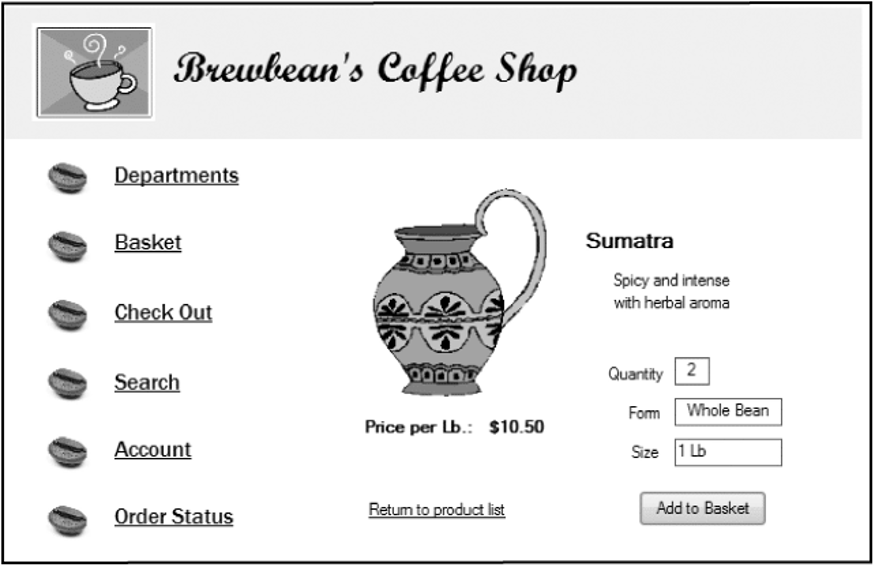 Brewbean's Coffee Shop
Departments
Basket
Check Out
Search
Account
Order Status
Sumatra
Spicy and intense
with herbal aroma
Quantity 2
Form Whole Bean
Size 1 Lb
Price per Lb.: $10.50
Return to product list
Add to Basket